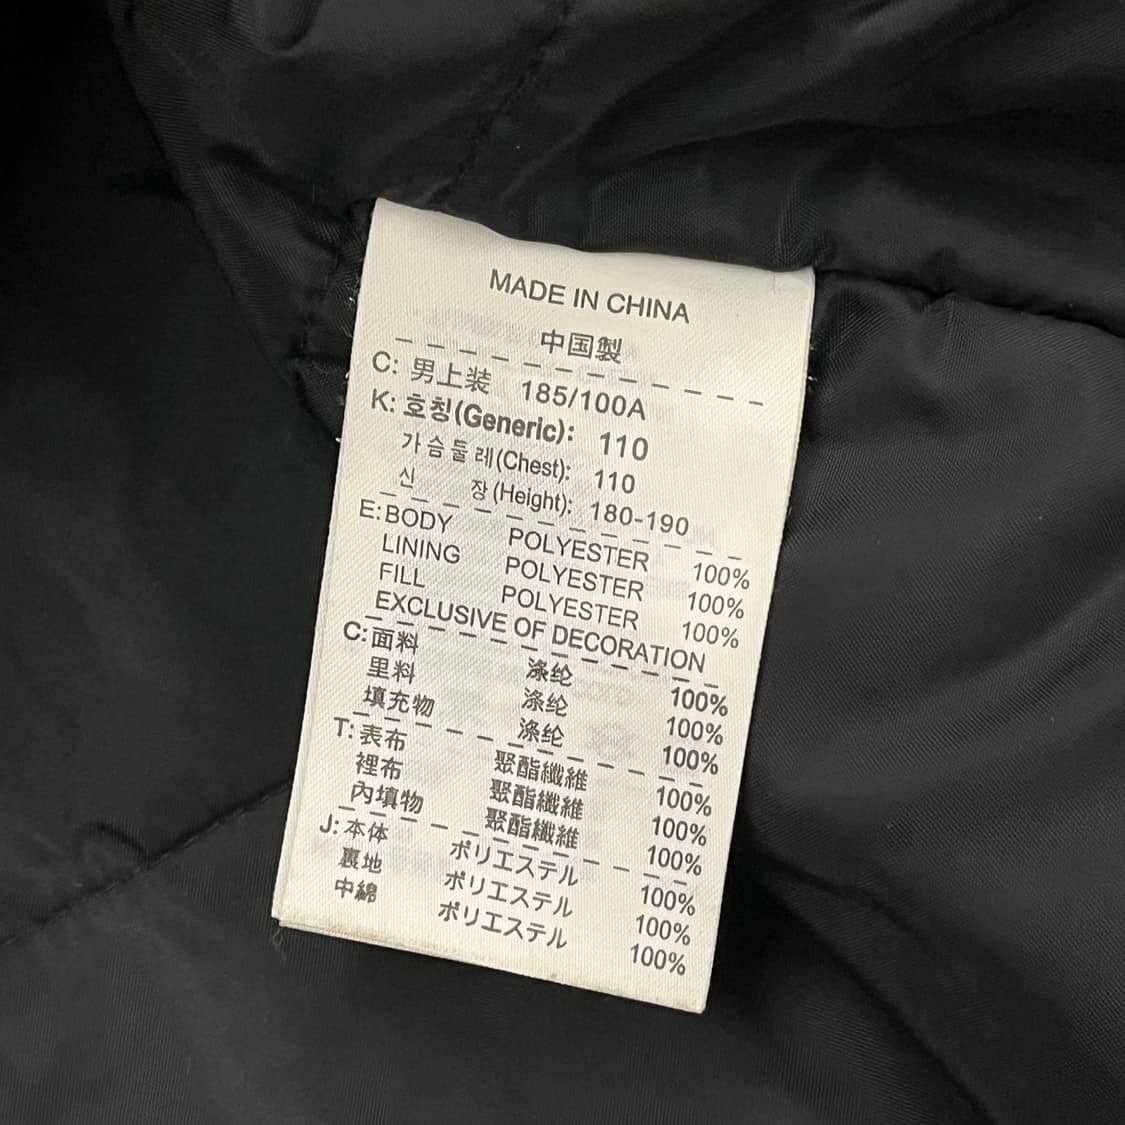 MADE IN CHINA
中国製
C: 男上装 185/100A
K: 호칭(Generic): 110
가슴둘레(Chest): 110
신 장(Height): 180-190
E: BODY POLYESTER 100%
LINING POLYESTER 100%
FILL POLYESTER 100%
EXCLUSIVE OF DECORATION
C: 面料 涤纶 100%
里料 涤纶 100%
填充物 涤纶 100%
T: 表布 聚酯纖維 100%
裡布 聚酯纖維 100%
內填物 聚酯纖維 100%
J: 本体 ポリエステル 100%
裏地 ポリエステル 100%
中綿 ポリエステル 100%